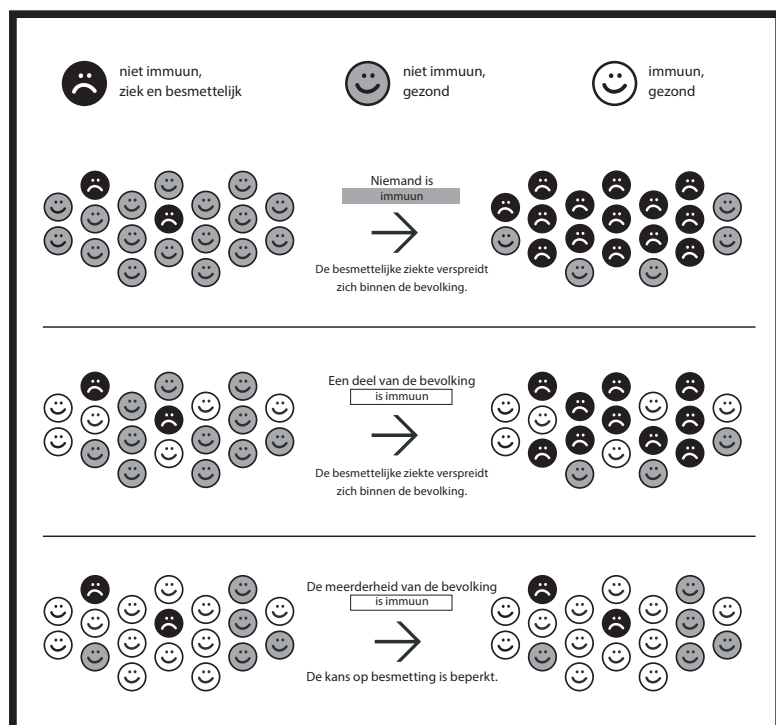 niet immuun,
ziek en besmettelijk
niet immuun,
gezond
immuun,
gezond
Niemand is
immuun
De besmettelijke ziekte verspreidt
zich binnen de bevolking.
Een deel van de bevolking
is immuun
De besmettelijke ziekte verspreidt
zich binnen de bevolking.
De meerderheid van de bevolking
is immuun
De kans op besmetting is beperkt.